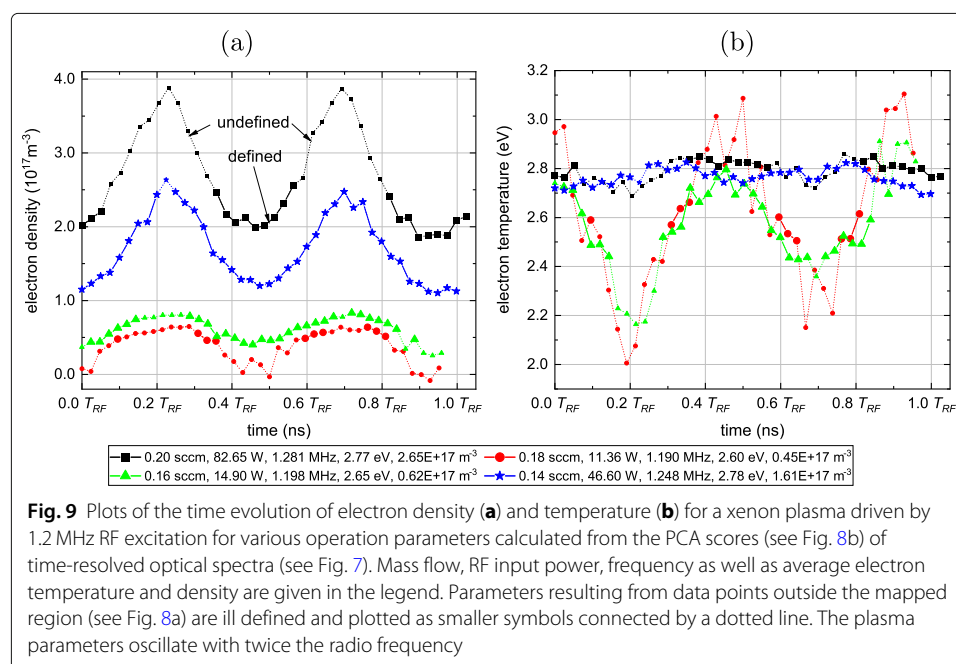 (a)
(b)
4.0
3.0
2.0
1.0
0.0
electron density (10¹⁷m⁻³)
undefined
defined
0.0 T_RF 0.2 T_RF 0.4 T_RF 0.6 T_RF 0.8 T_RF 1.0 T_RF
time (ns)
3.2
3.0
2.8
2.6
2.4
2.2
2.0
electron temperature (eV)
0.0 T_RF 0.2 T_RF 0.4 T_RF 0.6 T_RF 0.8 T_RF 1.0 T_RF
time (ns)
0.20 sccm, 82.65 W, 1.281 MHz, 2.77 eV, 2.65E+17 m⁻³
0.18 sccm, 11.36 W, 1.190 MHz, 2.60 eV, 0.45E+17 m⁻³
0.16 sccm, 14.90 W, 1.198 MHz, 2.65 eV, 0.62E+17 m⁻³
0.14 sccm, 46.60 W, 1.248 MHz, 2.78 eV, 1.61E+17 m⁻³
Fig. 9 Plots of the time evolution of electron density (a) and temperature (b) for a xenon plasma driven by
1.2 MHz RF excitation for various operation parameters calculated from the PCA scores (see Fig. 8b) of
time-resolved optical spectra (see Fig. 7). Mass flow, RF input power, frequency as well as average electron
temperature and density are given in the legend. Parameters resulting from data points outside the mapped
region (see Fig. 8a) are ill defined and plotted as smaller symbols connected by a dotted line. The plasma
parameters oscillate with twice the radio frequency